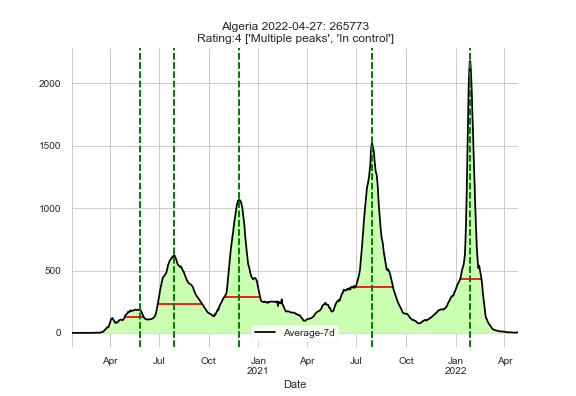 Algeria 2022-04-27: 265773
Rating:4 ['Multiple peaks', 'In control']
2000
1500
1000
500
0
Average-7d
Apr Jul Oct Jan Apr Jul Oct Jan Apr
2021 2022
Date